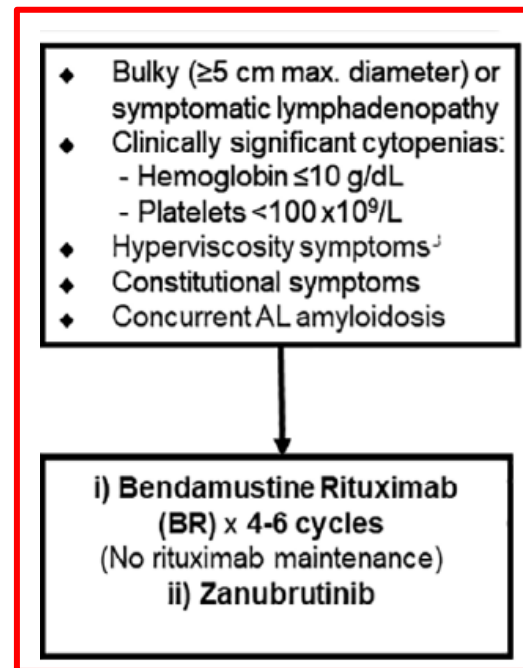 ◆ Bulky (≥5 cm max. diameter) or
symptomatic lymphadenopathy
◆ Clinically significant cytopenias:
- Hemoglobin ≤10 g/dL
- Platelets <100 x10⁹/L
◆ Hyperviscosity symptoms
◆ Constitutional symptoms
◆ Concurrent AL amyloidosis
i) Bendamustine Rituximab
(BR) x 4-6 cycles
(No rituximab maintenance)
ii) Zanubrutinib